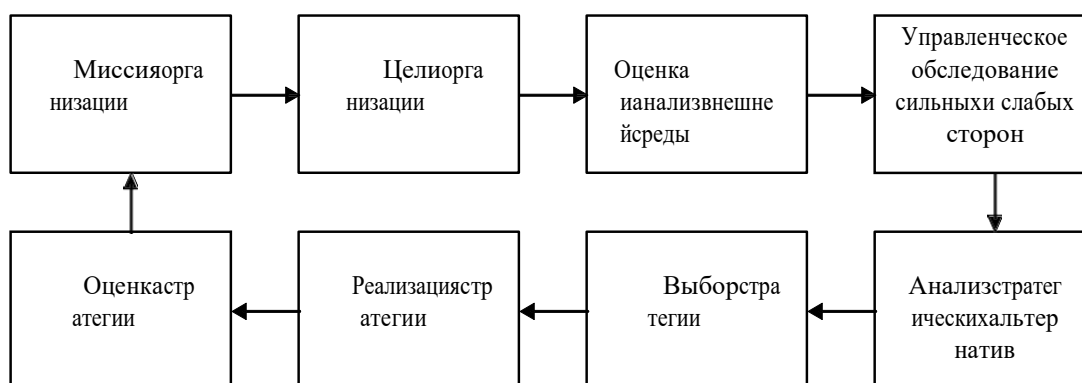 Миссияорга
низации
Целиорга
низации
Оценка
ианализвнешне
йсреды
Управленческое
обследование
сильныхи слабых
сторон
Оценкастр
атегии
Реализациястр
атегии
Выборстра
тегии
Анализстратег
ическихальтер
натив